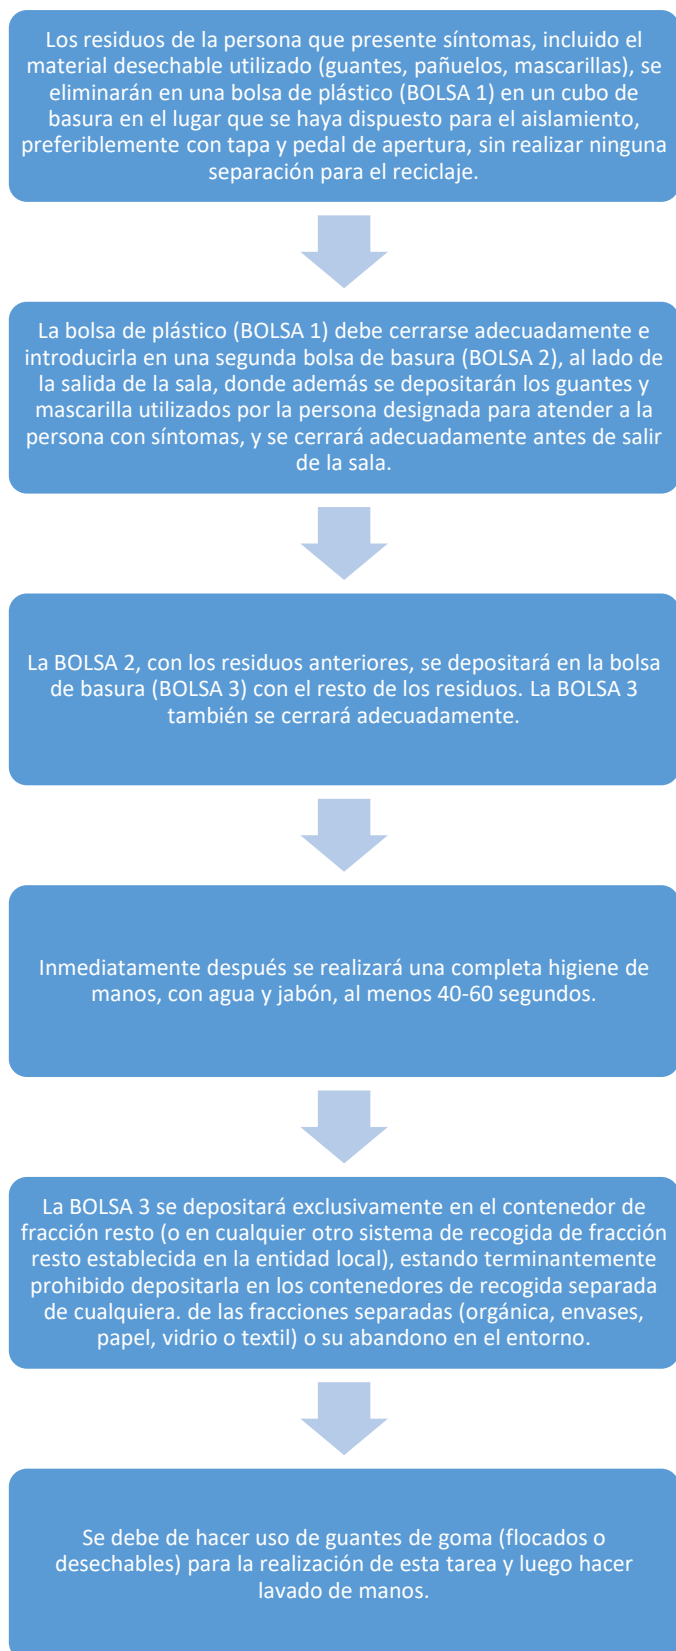 Los residuos de la persona que presente síntomas, incluido el
material desechable utilizado (guantes, pañuelos, mascarillas), se
eliminarán en una bolsa de plástico (BOLSA 1) en un cubo de
basura en el lugar que se haya dispuesto para el aislamiento,
preferiblemente con tapa y pedal de apertura, sin realizar ninguna
separación para el reciclaje.
La bolsa de plástico (BOLSA 1) debe cerrarse adecuadamente e
introducirla en una segunda bolsa de basura (BOLSA 2), al lado de
la salida de la sala, donde además se depositarán los guantes y
mascarilla utilizados por la persona designada para atender a la
persona con síntomas, y se cerrará adecuadamente antes de salir
de la sala.
La BOLSA 2, con los residuos anteriores, se depositará en la bolsa
de basura (BOLSA 3) con el resto de los residuos. La BOLSA 3
también se cerrará adecuadamente.
Inmediatamente después se realizará una completa higiene de
manos, con agua y jabón, al menos 40-60 segundos.
La BOLSA 3 se depositará exclusivamente en el contenedor de
fracción resto (o en cualquier otro sistema de recogida de fracción
resto establecida en la entidad local), estando terminantemente
prohibido depositarla en los contenedores de recogida separada
de cualquiera. de las fracciones separadas (orgánica, envases,
papel, vidrio o textil) o su abandono en el entorno.
Se debe de hacer uso de guantes de goma (flocados o
desechables) para la realización de esta tarea y luego hacer
lavado de manos.